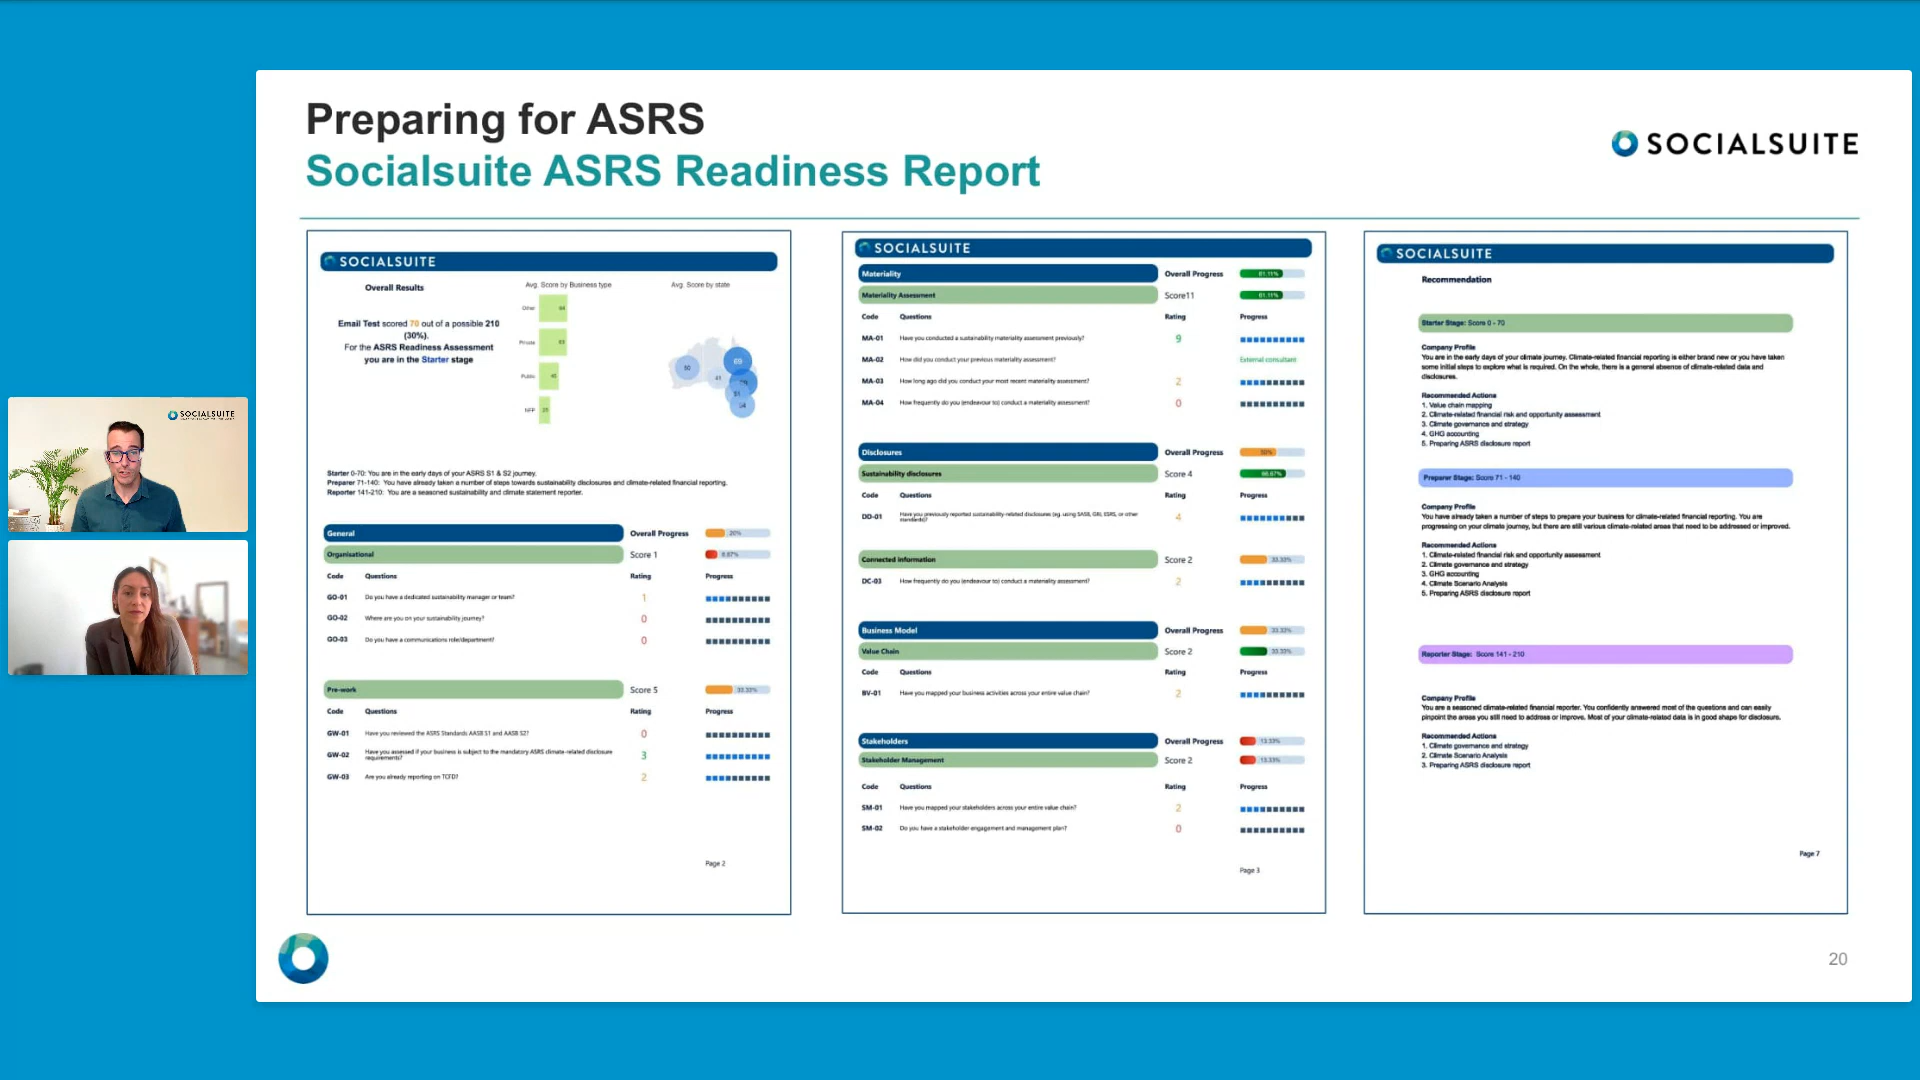 Preparing for ASRS
Socialsuite ASRS Readiness Report
SOCIALSUITE
SOCIALSUITE
SOCIALSUITE
Overall Results
Email Test scored 70 out of a possible 210
(30%).
For the ASRS Readiness Assessment
you are in the Starter stage
Avg. Score by Business type
Other
Private
Public
NFP
Avg. Score by state
50
69
41
Starter 0-70: You are in the early days of your ASRS S1 & S2 journey.
Preparer 71-140: You have already taken a number of steps towards sustainability disclosures and climate-related financial reporting.
Reporter 141-210: You are a seasoned sustainability and climate statement reporter.
General Overall Progress 20%
Organisational Score 1 6.67%
Code Questions Rating Progress
GO-01 Do you have a dedicated sustainability manager or team? 1
GO-02 Where are you on your sustainability journey? 0
GO-03 Do you have a communications role/department? 0
Pre-work Score 5 33.33%
Code Questions Rating Progress
GW-01 Have you reviewed the ASRS Standards AASB S1 and AASB S2? 0
GW-02 Have you assessed if your business is subject to the mandatory ASRS climate-related disclosure
requirements? 3
GW-03 Are you already reporting on TCFD? 2
Page 2
SOCIALSUITE
Materiality Overall Progress 61.11%
Materiality Assessment Score11 61.11%
Code Questions Rating Progress
MA-01 Have you conducted a sustainability materiality assessment previously? 9
MA-02 How did you conduct your previous materiality assessment? External consultant
MA-03 How long ago did you conduct your most recent materiality assessment? 2
MA-04 How frequently do you (endeavour to) conduct a materiality assessment? 0
Disclosures Overall Progress 50%
Sustainability disclosures Score 4 66.67%
Code Questions Rating Progress
DD-01 Have you previously reported sustainability-related disclosures (eg. using SASB, GRI, ESRS, or other
standards)? 4
Connected information Score 2 33.33%
DC-03 How frequently do you (endeavour to) conduct a materiality assessment? 2
Business Model Overall Progress 33.33%
Value Chain Score 2 33.33%
Code Questions Rating Progress
BV-01 Have you mapped your business activities across your entire value chain? 2
Stakeholders Overall Progress 13.33%
Stakeholder Management Score 2 13.33%
Code Questions Rating Progress
SM-01 Have you mapped your stakeholders across your entire value chain? 2
SM-02 Do you have a stakeholder engagement and management plan? 0
Page 3
SOCIALSUITE
Recommendation
Starter Stage: Score 0 - 70
Company Profile
You are in the early days of your climate journey. Climate-related financial reporting is either brand new or you have taken
some initial steps to explore what is required. On the whole, there is a general absence of climate-related data and
disclosures.
Recommended Actions
1. Value chain mapping
2. Climate-related financial risk and opportunity assessment
3. Climate governance and strategy
4. GHG accounting
5. Preparing ASRS disclosure report
Preparer Stage: Score 71 - 140
Company Profile
You have already taken a number of steps to prepare your business for climate-related financial reporting. You are
progressing on your climate journey, but there are still various climate-related areas that need to be addressed or improved.
Recommended Actions
1. Climate-related financial risk and opportunity assessment
2. Climate governance and strategy
3. GHG accounting
4. Climate Scenario Analysis
5. Preparing ASRS disclosure report
Reporter Stage: Score 141 - 210
Company Profile
You are a seasoned climate-related financial reporter. You confidently answered most of the questions and can easily
pinpoint the areas you still need to address or improve. Most of your climate-related data is in good shape for disclosure.
Recommended Actions
1. Climate governance and strategy
2. Climate Scenario Analysis
3. Preparing ASRS disclosure report
Page 7
20